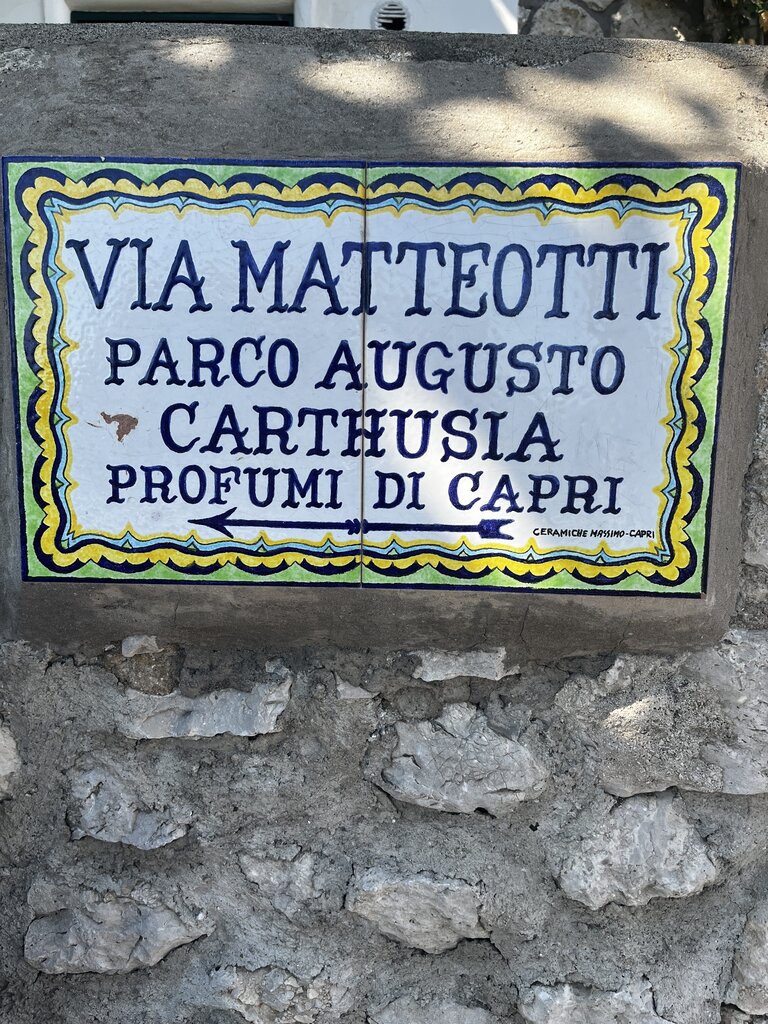 VIA MATTEOTTI
PARCO AUGUSTO
CARTHUSIA
PROFUMI DI CAPRI
CERAMICHE MASSIMO-CAPRI